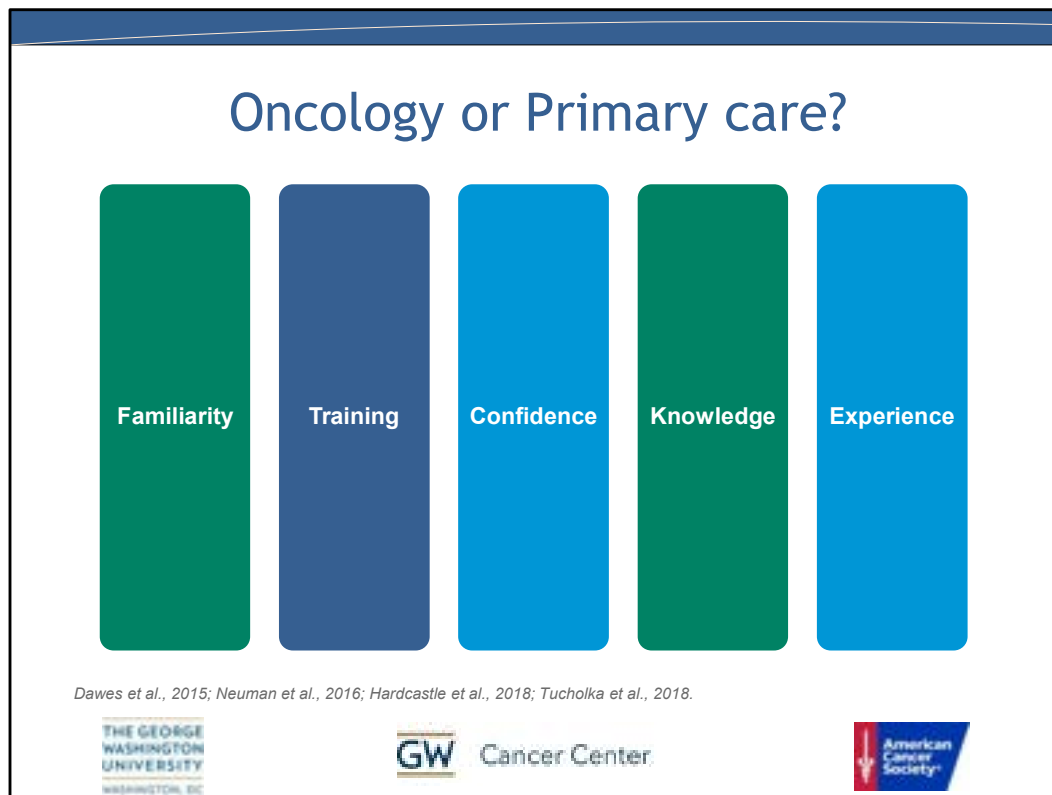 Oncology or Primary care?
Familiarity
Training
Confidence
Knowledge
Experience
Dawes et al., 2015; Neuman et al., 2016; Hardcastle et al., 2018; Tucholka et al., 2018.
THE GEORGE
WASHINGTON
UNIVERSITY
WASHINGTON, DC
GW Cancer Center
American
Cancer
Society®